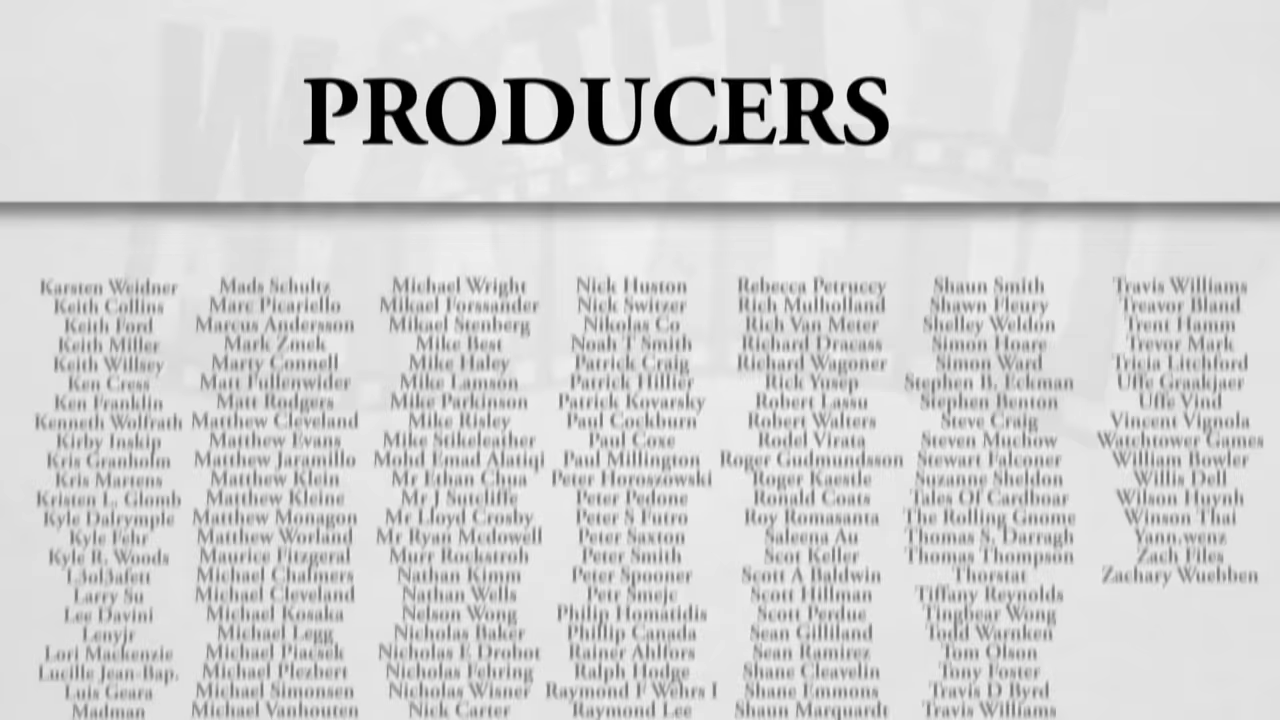 WATCH IT
PRODUCERS
Karsten Weidner
Keith Collins
Keith Ford
Keith Miller
Keith Willsey
Ken Cress
Ken Franklin
Kenneth Wolfrath
Kirby Inskip
Kris Granholm
Kris Martens
Kristen L. Glomb
Kyle Dalrymple
Kyle Fehr
Kyle R. Woods
L3ol3afett
Larry Su
Lee Davini
Lenyjr
Lori Mackenzie
Lucille Jean-Bap.
Luis Geara
Madman
Mads Schultz
Marc Picariello
Marcus Andersson
Mark Zmek
Marty Connell
Matt Fullenwider
Matt Rodgers
Matthew Cleveland
Matthew Evans
Matthew Jaramillo
Matthew Klein
Matthew Kleine
Matthew Monagon
Matthew Worland
Maurice Fitzgeral
Michael Chalmers
Michael Cleveland
Michael Kosaka
Michael Legg
Michael Piacsek
Michael Plezbert
Michael Simonsen
Michael Vanhouten
Michael Wright
Mikael Forssander
Mikael Stenberg
Mike Best
Mike Haley
Mike Lamson
Mike Parkinson
Mike Risley
Mike Stikeleather
Mohd Emad Alatiqi
Mr Ethan Chua
Mr J Sutcliffe
Mr Lloyd Crosby
Mr Ryan Mcdowell
Murr Rockstroh
Nathan Kimm
Nathan Wells
Nelson Wong
Nicholas Baker
Nicholas E Drobot
Nicholas Fehring
Nicholas Wisner
Nick Carter
Nick Huston
Nick Switzer
Nikolas Co
Noah T Smith
Patrick Craig
Patrick Hillier
Patrick Kovarsky
Paul Cockburn
Paul Coxe
Paul Millington
Peter Horoszowski
Peter Pedone
Peter S Futro
Peter Saxton
Peter Smith
Peter Spooner
Petr Smejc
Philip Homatidis
Phillip Canada
Rainer Ahlfors
Ralph Hodge
Raymond F Wehrs I
Raymond Lee
Rebecca Petruccy
Rich Mulholland
Rich Van Meter
Richard Dracass
Richard Wagoner
Rick Yusep
Robert Lassu
Robert Walters
Rodel Virata
Roger Gudmundsson
Roger Kaestle
Ronald Coats
Roy Romasanta
Saleena Au
Scot Keller
Scott A Baldwin
Scott Hillman
Scott Perdue
Sean Gilliland
Sean Ramirez
Shane Cleavelin
Shane Emmons
Shaun Marquardt
Shaun Smith
Shawn Fleury
Shelley Weldon
Simon Hoare
Simon Ward
Stephen B. Eckman
Stephen Benton
Steve Craig
Steven Muchow
Stewart Falconer
Suzanne Sheldon
Tales Of Cardboar
The Rolling Gnome
Thomas S. Darragh
Thomas Thompson
Thorstat
Tiffany Reynolds
Tingbear Wong
Todd Warnken
Tom Olson
Tony Foster
Travis D Byrd
Travis Williams
Travis Williams
Treavor Bland
Trent Hamm
Trevor Mark
Tricia Litchford
Uffe Graakjaer
Uffe Vind
Vincent Vignola
Watchtower Games
William Bowler
Willis Dell
Wilson Huynh
Winson Thai
Yann.wenz
Zach Files
Zachary Wuebben